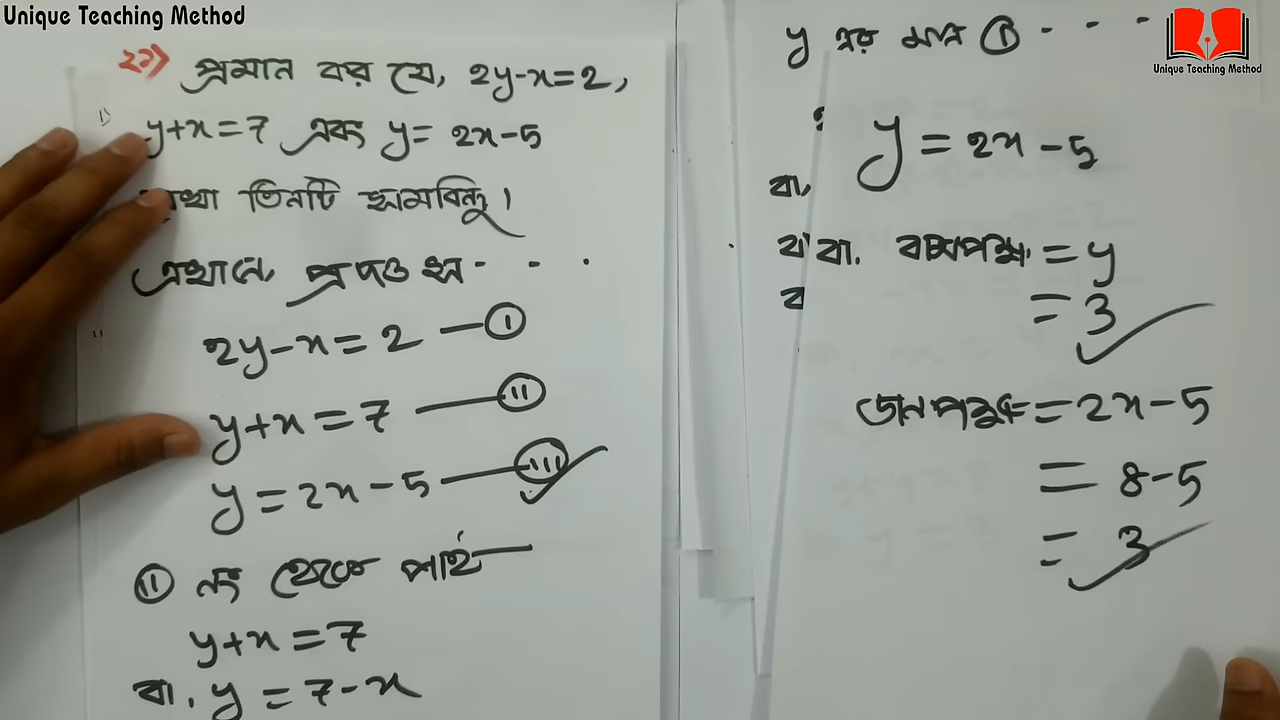 Unique Teaching Method
২৭) প্রমান কর যে, 2y-x=2,
y+x=7 এবং y= 2x-5
রেখা তিনটি সমবিন্দু।
এখানে, প্রদত্ত স- - .
2y-x=2 —(I)
y+x=7 —(II)
y=2x-5 —(III)
(II) নং থেকে পাই—
y+x=7
বা, y = 7-x
y এর মান (I) - - -
y=2x-5
বা,
বা. বামপক্ষ = y
= 3
ডানপক্ষ = 2x-5
= 8-5
= 3
Unique Teaching Method